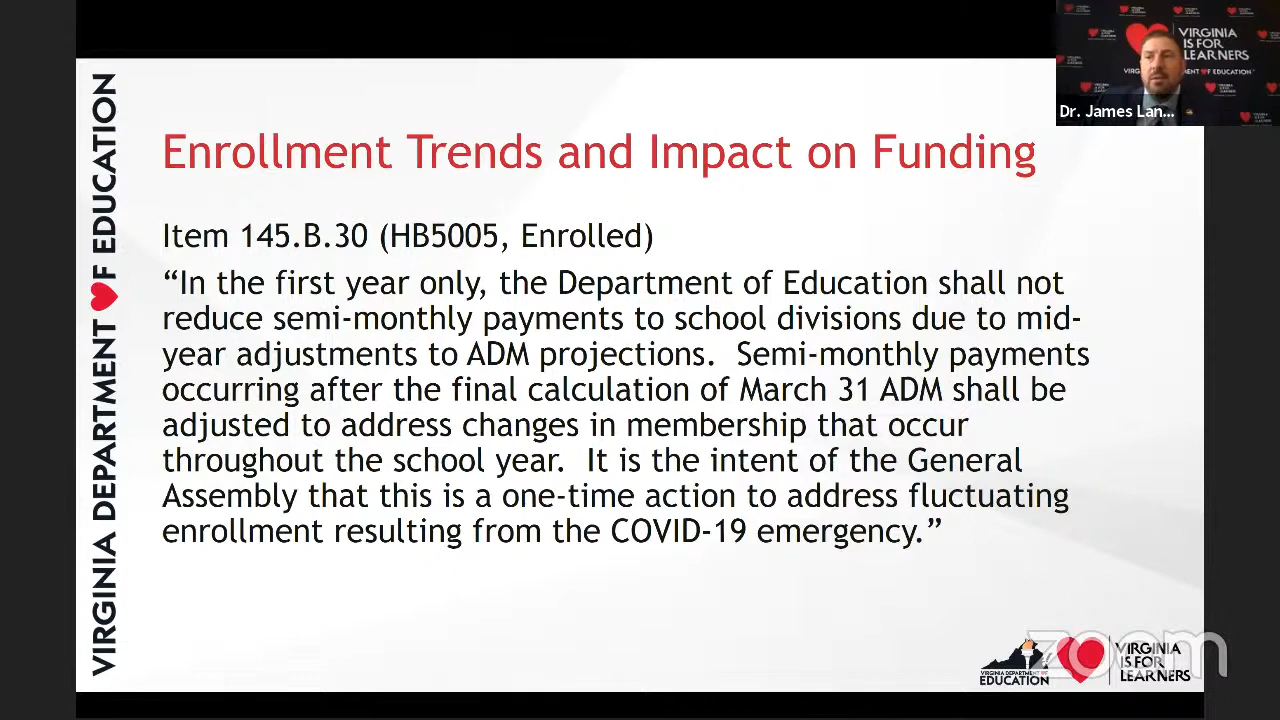 VIRGINIA
IS FOR
LEARNERS
Dr. James Lan...
VIRGINIA DEPARTMENT OF EDUCATION
Enrollment Trends and Impact on Funding
Item 145.B.30 (HB5005, Enrolled)
“In the first year only, the Department of Education shall not
reduce semi-monthly payments to school divisions due to mid-
year adjustments to ADM projections.  Semi-monthly payments
occurring after the final calculation of March 31 ADM shall be
adjusted to address changes in membership that occur
throughout the school year.  It is the intent of the General
Assembly that this is a one-time action to address fluctuating
enrollment resulting from the COVID-19 emergency.”
VIRGINIA DEPARTMENT OF
EDUCATION
VIRGINIA
IS FOR
LEARNERS
zoom